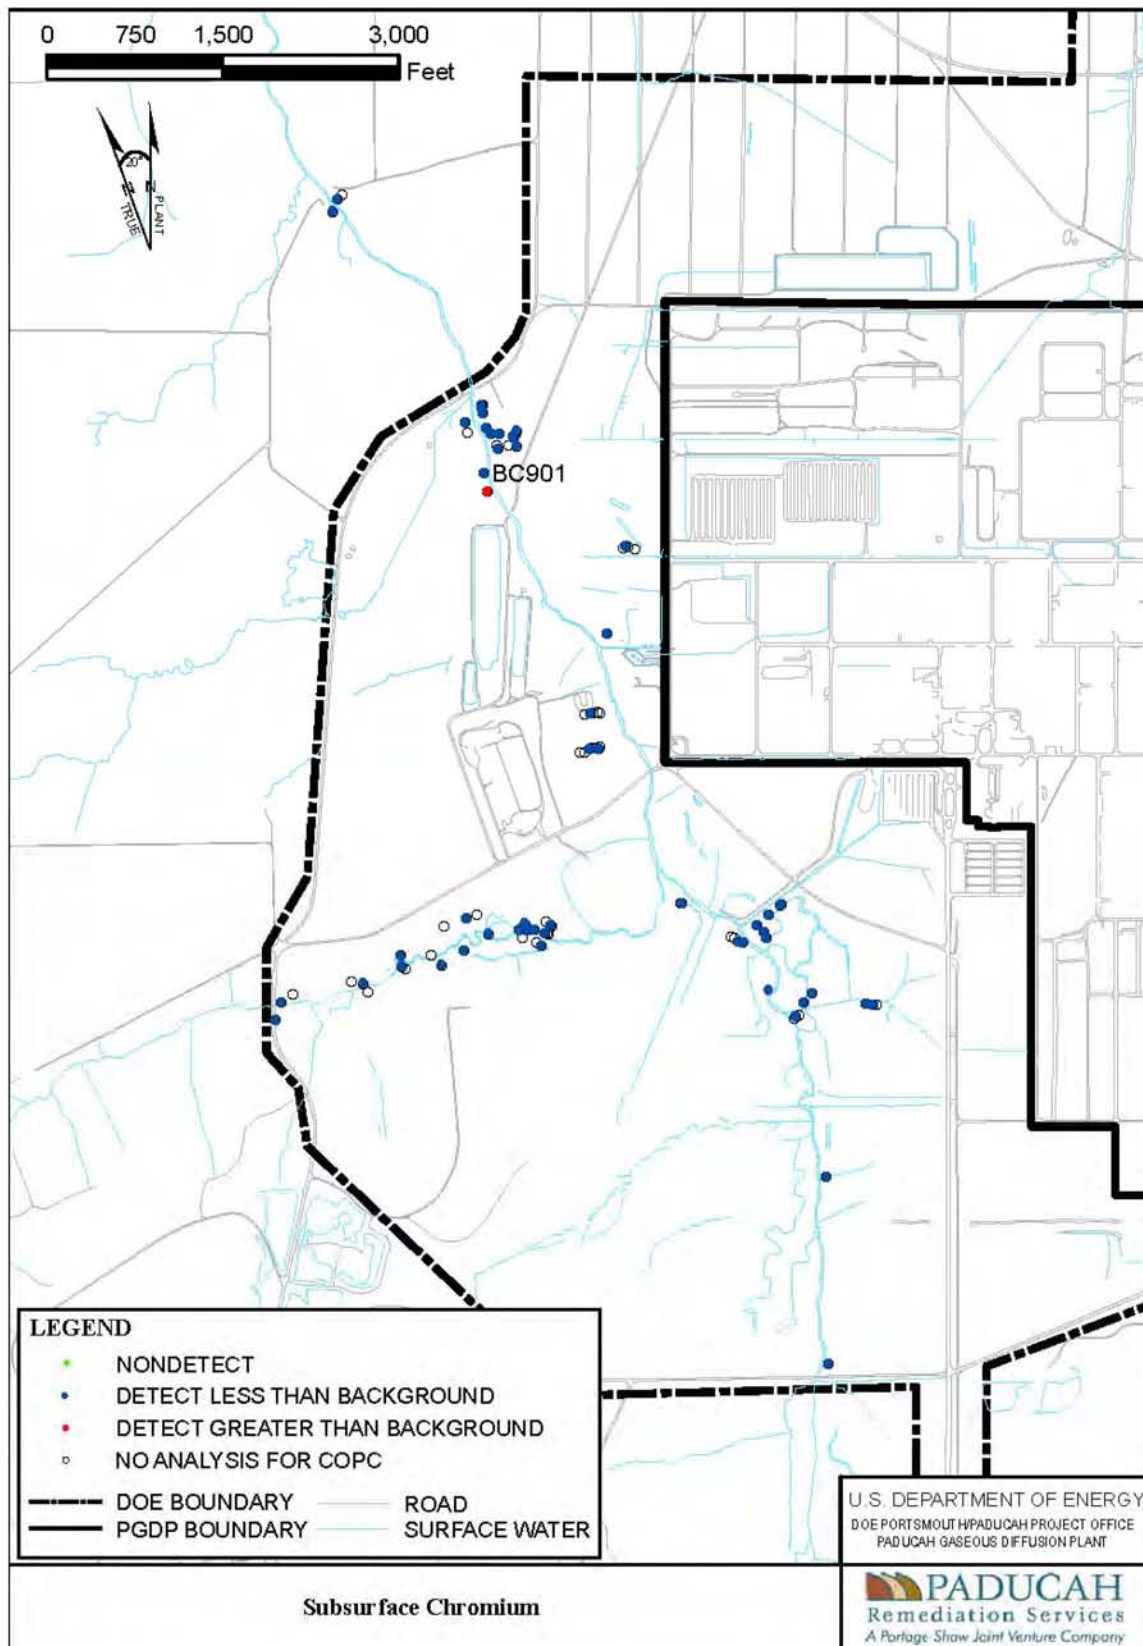 0 750 1,500 3,000
Feet
20°
N TRUE
N PLANT
BC901
LEGEND
NONDETECT
DETECT LESS THAN BACKGROUND
DETECT GREATER THAN BACKGROUND
NO ANALYSIS FOR COPC
DOE BOUNDARY ROAD
PGDP BOUNDARY SURFACE WATER
U.S. DEPARTMENT OF ENERGY
DOE PORTSMOUTH/PADUCAH PROJECT OFFICE
PADUCAH GASEOUS DIFFUSION PLANT
Subsurface Chromium
PADUCAH
Remediation Services
A Portage Shaw Joint Venture Company